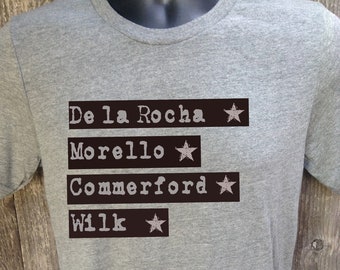 De la Rocha
Morello
Commerford
Wilk